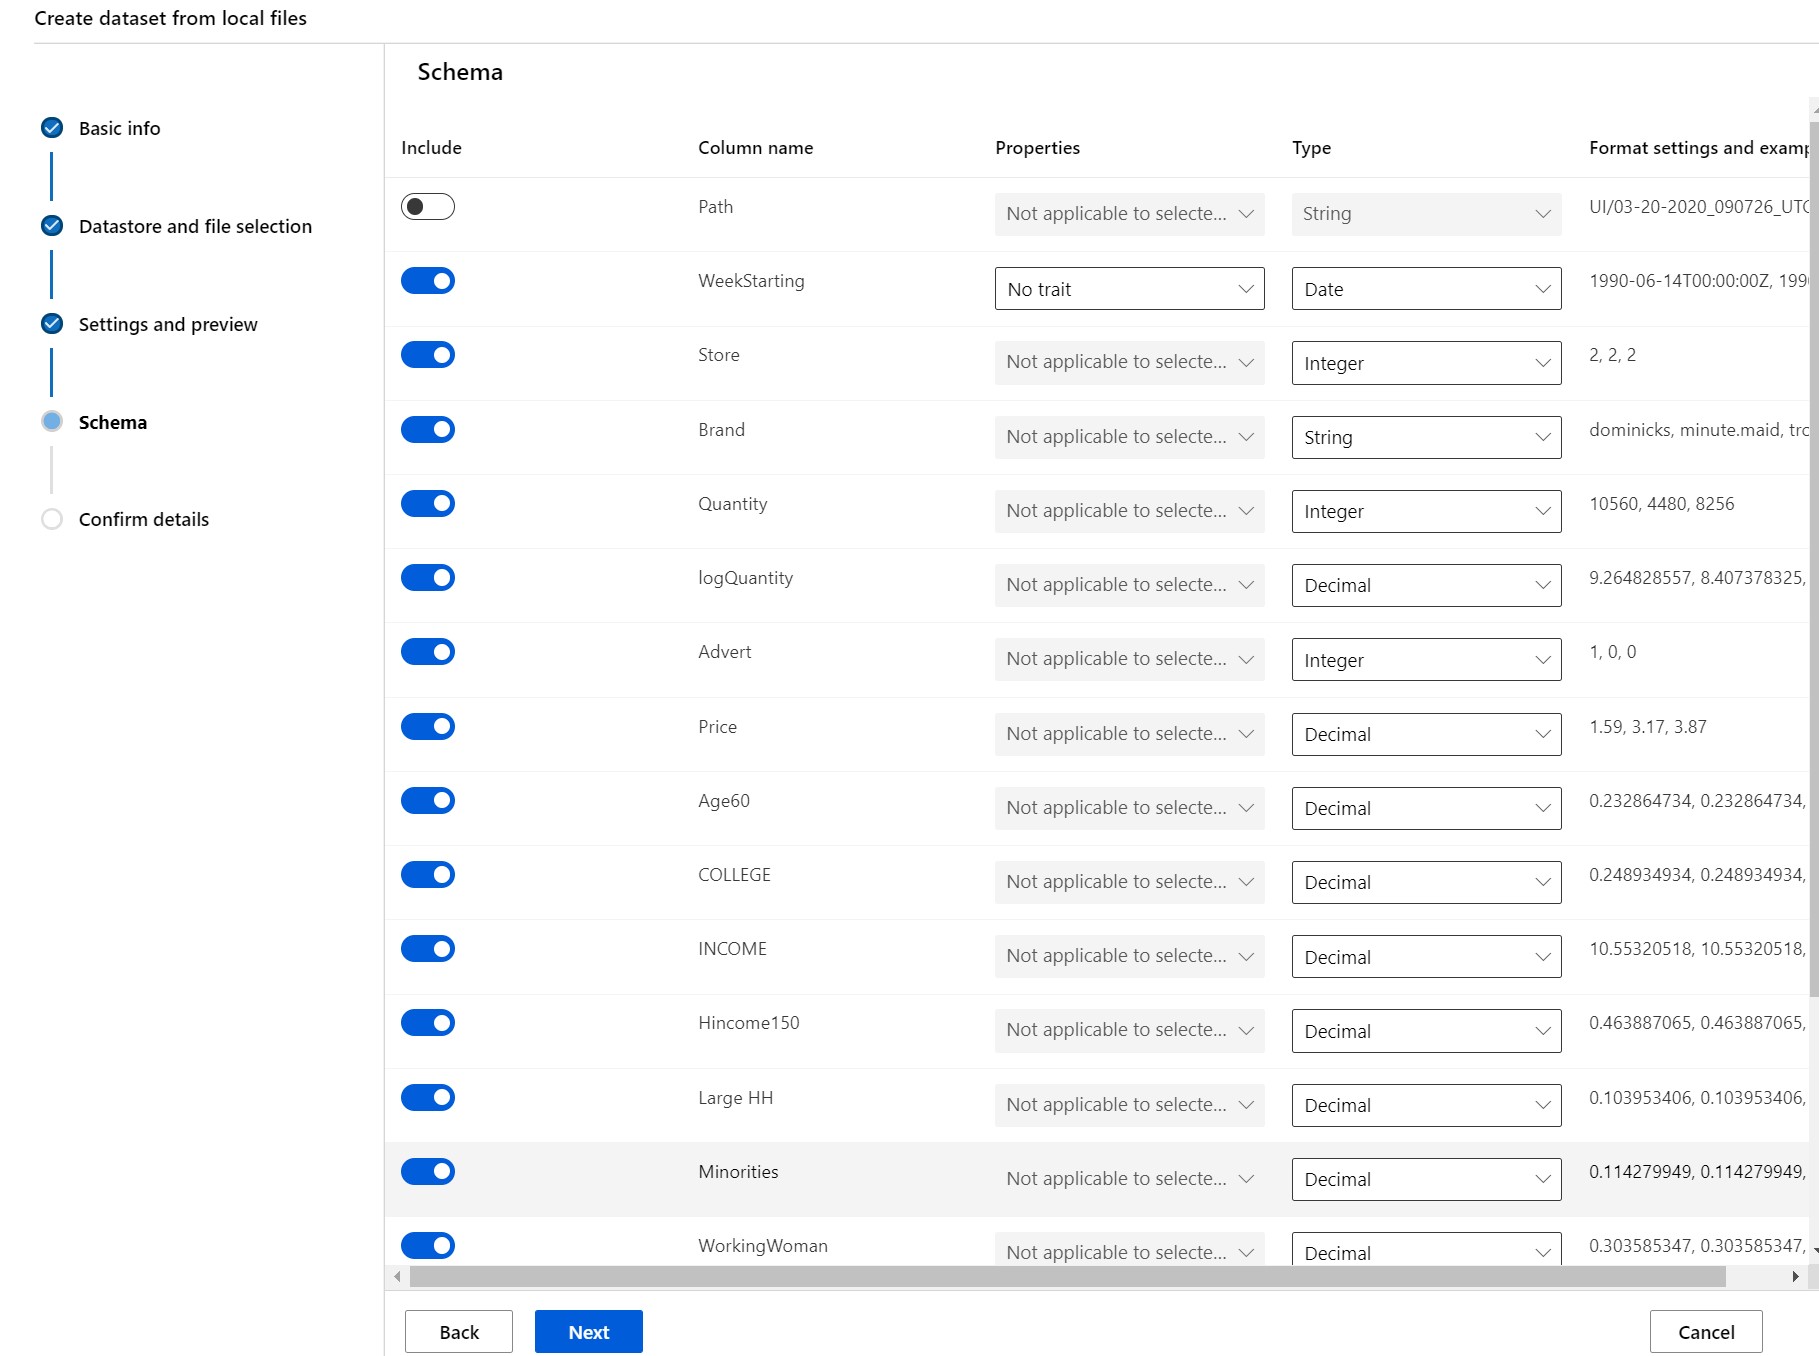 Create dataset from local files
Basic info
Datastore and file selection
Settings and preview
Schema
Confirm details
Schema
Include Column name Properties Type Format settings and examp
Path Not applicable to selecte... String UI/03-20-2020_090726_UTC
WeekStarting No trait Date 1990-06-14T00:00:00Z, 199
Store Not applicable to selecte... Integer 2, 2, 2
Brand Not applicable to selecte... String dominicks, minute.maid, tro
Quantity Not applicable to selecte... Integer 10560, 4480, 8256
logQuantity Not applicable to selecte... Decimal 9.264828557, 8.407378325,
Advert Not applicable to selecte... Integer 1, 0, 0
Price Not applicable to selecte... Decimal 1.59, 3.17, 3.87
Age60 Not applicable to selecte... Decimal 0.232864734, 0.232864734,
COLLEGE Not applicable to selecte... Decimal 0.248934934, 0.248934934,
INCOME Not applicable to selecte... Decimal 10.55320518, 10.55320518,
Hincome150 Not applicable to selecte... Decimal 0.463887065, 0.463887065,
Large HH Not applicable to selecte... Decimal 0.103953406, 0.103953406,
Minorities Not applicable to selecte... Decimal 0.114279949, 0.114279949,
WorkingWoman Not applicable to selecte... Decimal 0.303585347, 0.303585347,
Back Next Cancel